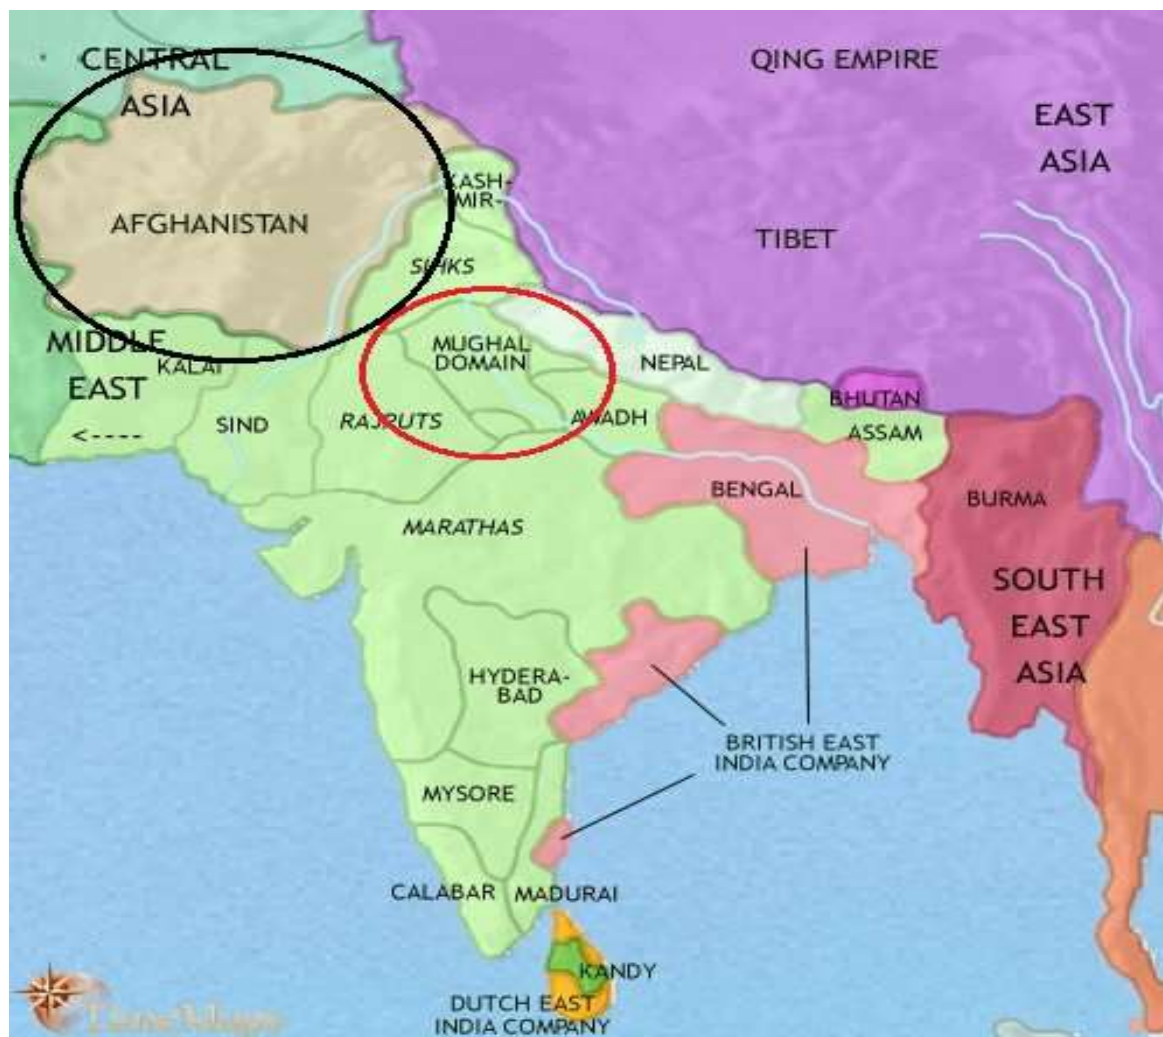 CENTRAL
ASIA
QING EMPIRE
EAST
ASIA
KASH-
MIR-
AFGHANISTAN
TIBET
SIHKS
MIDDLE
EAST
<----
KALAT
MUGHAL
DOMAIN
NEPAL
BHUTAN
ASSAM
SIND
RAJPUTS
AWADH
BENGAL
BURMA
MARATHAS
SOUTH
EAST
ASIA
HYDERA-
BAD
BRITISH EAST
INDIA COMPANY
MYSORE
CALABAR
MADURAI
KANDY
DUTCH EAST
INDIA COMPANY
TimeMaps